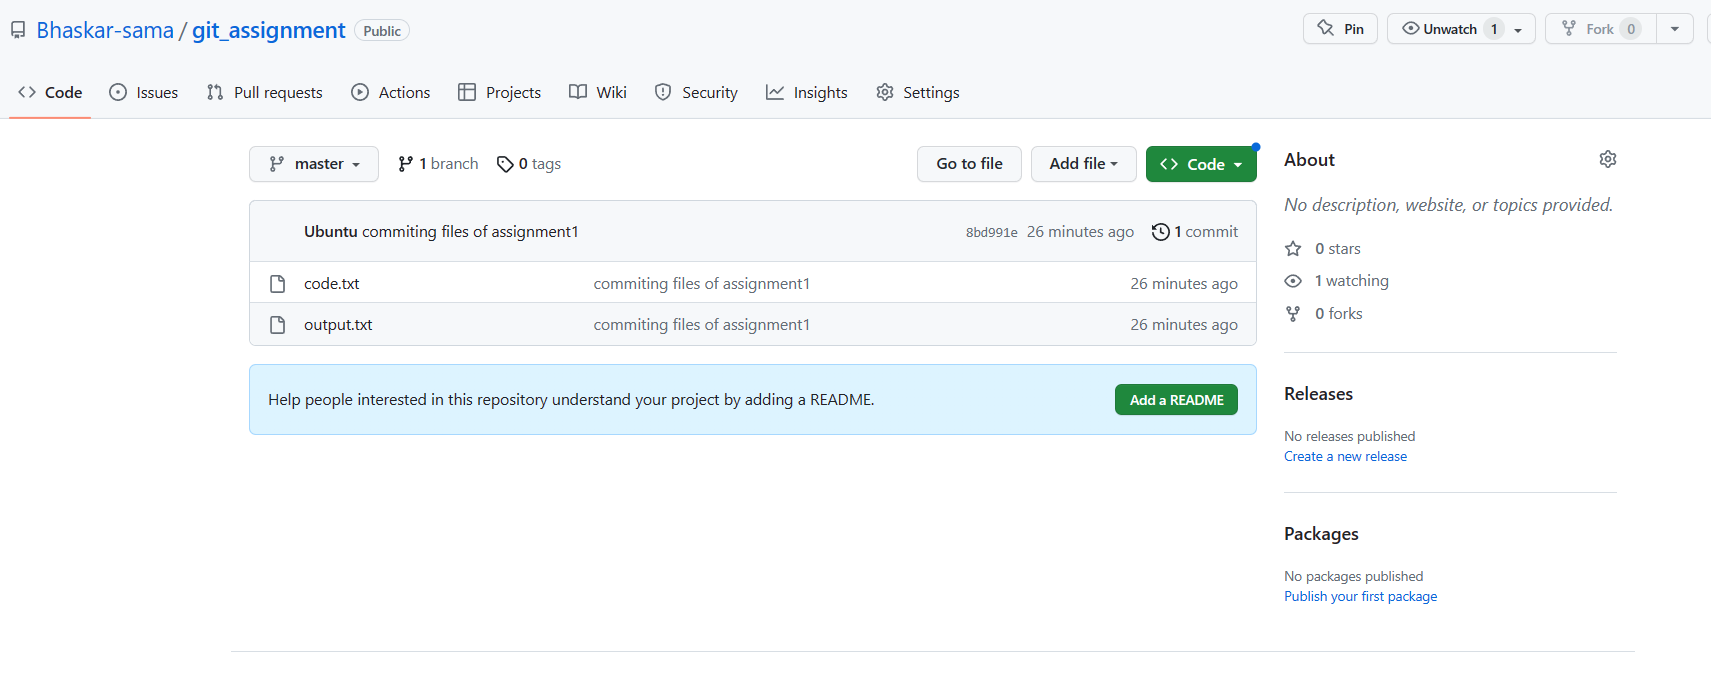 Bhaskar-sama / git_assignment Public
Pin
Unwatch 1
Fork 0
Code
Issues
Pull requests
Actions
Projects
Wiki
Security
Insights
Settings
master
1 branch
0 tags
Go to file
Add file
Code
Ubuntu commiting files of assignment1
8bd991e 26 minutes ago
1 commit
code.txt
commiting files of assignment1
26 minutes ago
output.txt
commiting files of assignment1
26 minutes ago
Help people interested in this repository understand your project by adding a README.
Add a README
About
No description, website, or topics provided.
0 stars
1 watching
0 forks
Releases
No releases published
Create a new release
Packages
No packages published
Publish your first package